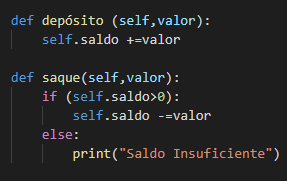 def depósito (self,valor):
    self.saldo +=valor

def saque(self,valor):
    if (self.saldo>0):
        self.saldo -=valor
    else:
        print("Saldo Insuficiente")